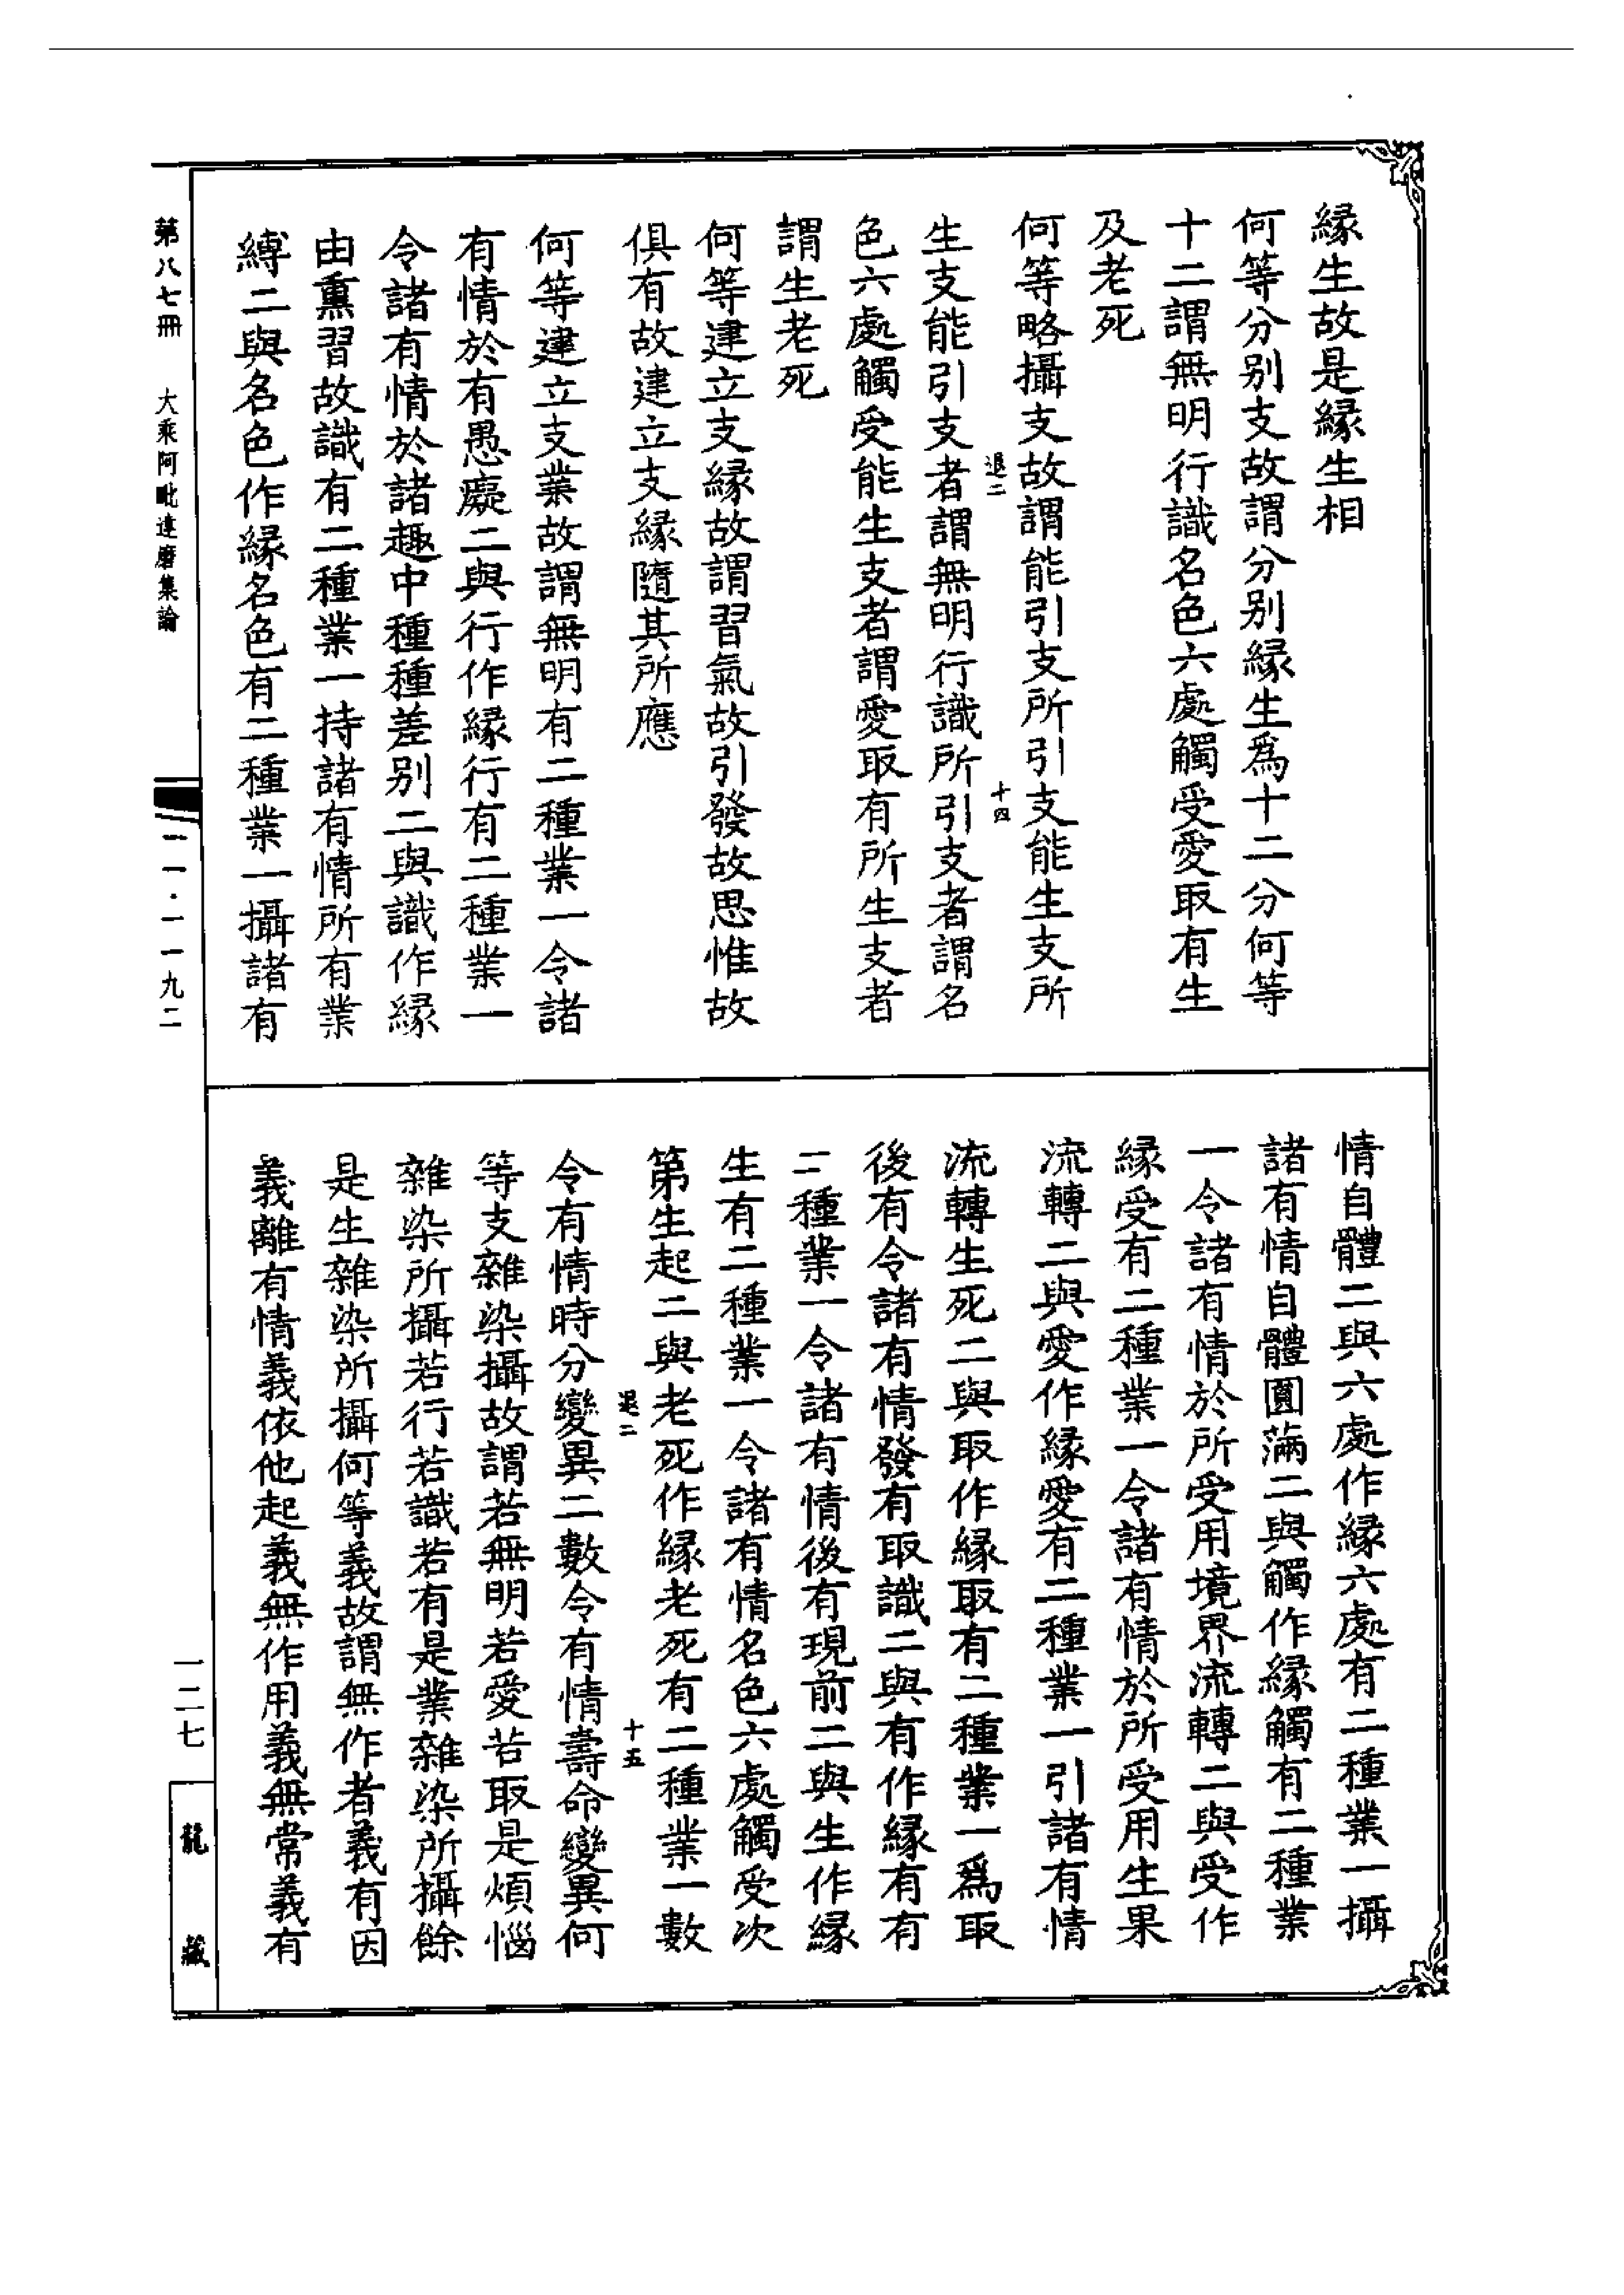 緣生故是緣生相
何等分别支故謂分别緣生爲十二分何等
十二謂無明行識名色六處觸受愛取有生
及老死
何等略攝支故謂能引支所引支能生支所
退二
十四
生支能引支者謂無明行識所引支者謂名
色六處觸受能生支者謂愛取有所生支者
謂生老死
何等建立支緣故謂習氣故引發故思惟故
俱有故建立支緣隨其所應
何等建立支業故謂無明有二種業一令諸
有情於有愚癡二與行作緣行有二種業一
令諸有情於諸趣中種種差别二與識作緣
由熏習故識有二種業一持諸有情所有業
縛二與名色作緣名色有二種業一攝諸有
情自體二與六處作緣六處有二種業一攝
諸有情自體圓滿二與觸作緣觸有二種業
一令諸有情於所受用境界流轉二與受作
緣受有二種業一令諸有情於所受用生果
流轉二與愛作緣愛有二種業一引諸有情
流轉生死二與取作緣取有二種業一爲取
後有令諸有情發有取識二與有作緣有有
二種業一令諸有情後有現前二與生作緣
生有二種業一令諸有情名色六處觸受次
第生起二與老死作緣老死有二種業一數
退二
十五
令有情時分變異二數令有情壽命變異何
等支雜染攝故謂若無明若愛若取是煩惱
雜染所攝若行若識若有是業雜染所攝餘
是生雜染所攝何等義故謂無作者義有因
義離有情義依他起義無作用義無常義有
第八七冊 大乘阿毗達磨集論
一一·一一九二
一二七
龍藏